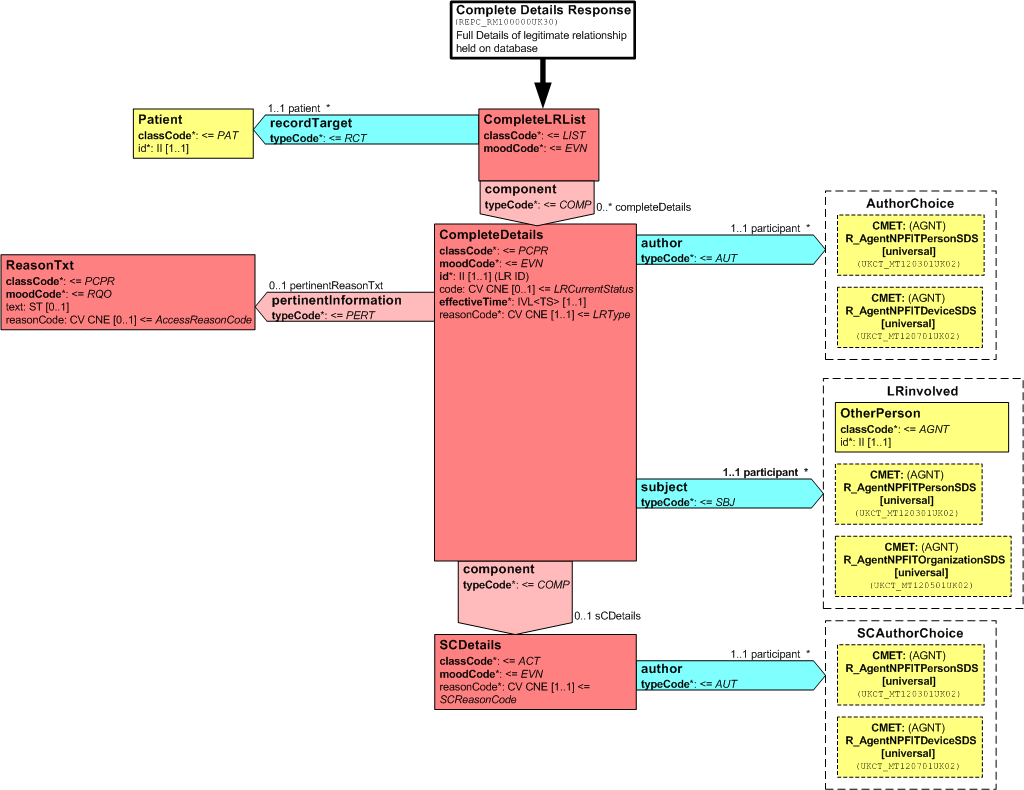 Complete Details Response
(REPC_RM100000UK30)
Full Details of legitimate relationship
held on database
1..1 patient *
Patient
classCode*: <= PAT
id*: II [1..1]
recordTarget
typeCode*: <= RCT
CompleteLRList
classCode*: <= LIST
moodCode*: <= EVN
component
typeCode*: <= COMP
0..* completeDetails
CompleteDetails
classCode*: <= PCPR
moodCode*: <= EVN
id*: II [1..1] (LR ID)
code: CV CNE [0..1] <= LRCurrentStatus
effectiveTime*: IVL<TS> [1..1]
reasonCode*: CV CNE [1..1] <= LRType
ReasonTxt
classCode*: <= PCPR
moodCode*: <= RQO
text: ST [0..1]
reasonCode: CV CNE [0..1] <= AccessReasonCode
0..1 pertinentReasonTxt
pertinentInformation
typeCode*: <= PERT
1..1 participant *
author
typeCode*: <= AUT
AuthorChoice
CMET: (AGNT)
R_AgentNPFITPersonSDS
[universal]
(UKCT_MT120301UK02)
CMET: (AGNT)
R_AgentNPFITDeviceSDS
[universal]
(UKCT_MT120701UK02)
1..1 participant *
subject
typeCode*: <= SBJ
LRinvolved
OtherPerson
classCode*: <= AGNT
id*: II [1..1]
CMET: (AGNT)
R_AgentNPFITPersonSDS
[universal]
(UKCT_MT120301UK02)
CMET: (AGNT)
R_AgentNPFITOrganizationSDS
[universal]
(UKCT_MT120501UK02)
component
typeCode*: <= COMP
0..1 sCDetails
SCDetails
classCode*: <= ACT
moodCode*: <= EVN
reasonCode*: CV CNE [1..1] <=
SCReasonCode
1..1 participant *
author
typeCode*: <= AUT
SCAuthorChoice
CMET: (AGNT)
R_AgentNPFITPersonSDS
[universal]
(UKCT_MT120301UK02)
CMET: (AGNT)
R_AgentNPFITDeviceSDS
[universal]
(UKCT_MT120701UK02)